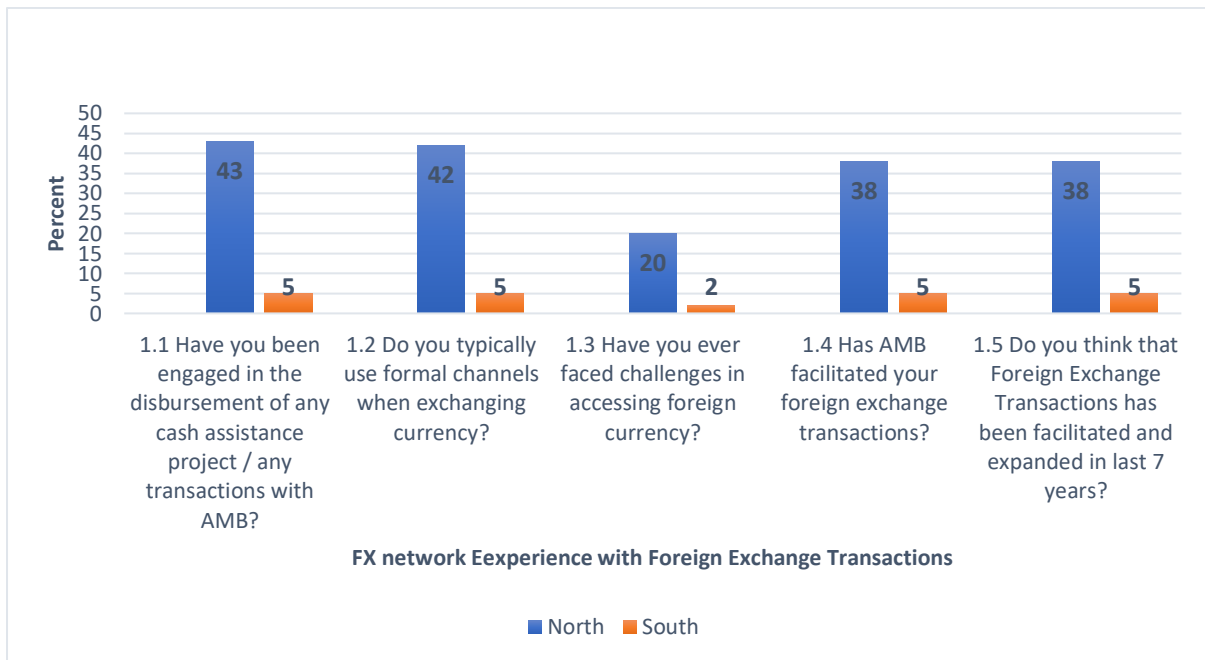 50
45
40
35
30
25
20
15
10
5
0
Percent
43
5
42
5
20
2
38
5
38
5
1.1 Have you been
engaged in the
disbursement of any
cash assistance
project / any
transactions with
AMB?
1.2 Do you typically
use formal channels
when exchanging
currency?
1.3 Have you ever
faced challenges in
accessing foreign
currency?
1.4 Has AMB
facilitated your
foreign exchange
transactions?
1.5 Do you think that
Foreign Exchange
Transactions has
been facilitated and
expanded in last 7
years?
FX network Eexperience with Foreign Exchange Transactions
North South